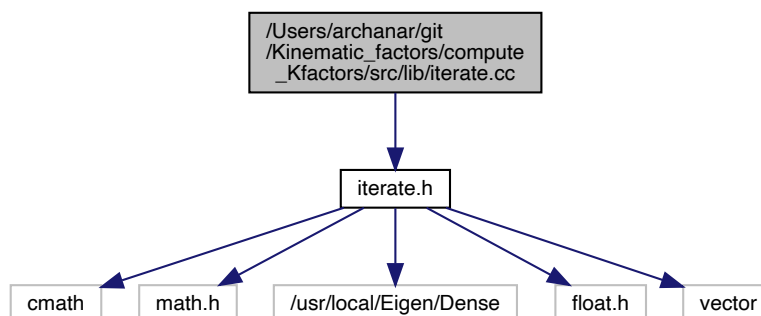 /Users/archanar/git
/Kinematic_factors/compute
_Kfactors/src/lib/iterate.cc
iterate.h
cmath
math.h
/usr/local/Eigen/Dense
float.h
vector